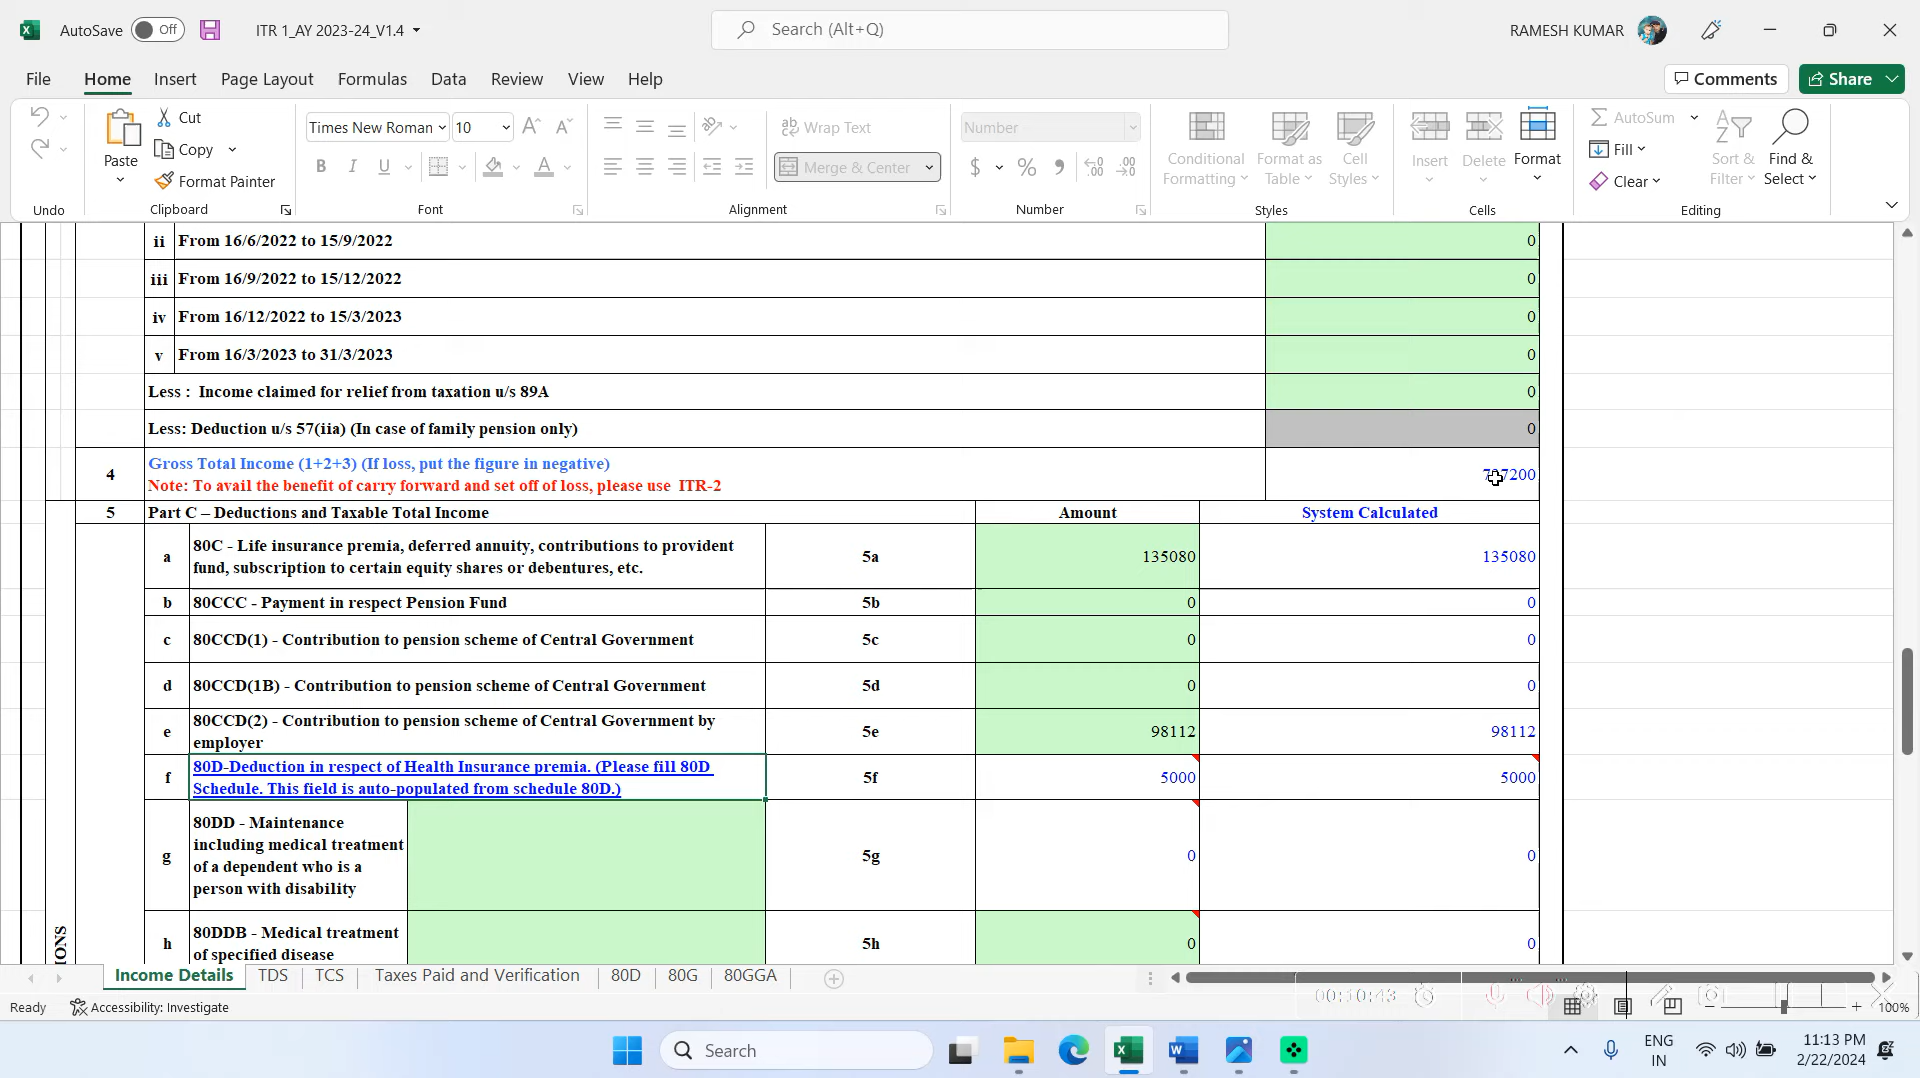 AutoSave Off ITR 1_AY 2023-24_V1.4 Search (Alt+Q) RAMESH KUMAR
File Home Insert Page Layout Formulas Data Review View Help Comments Share
Paste Cut Copy Format Painter
Times New Roman 10
B I U
ab Wrap Text
Merge & Center
Number
$ % ,
Conditional Formatting Format as Table Cell Styles
Insert Delete Format
AutoSum Fill Clear
Sort & Filter Find & Select
Undo Clipboard Font Alignment Number Styles Cells Editing
ii From 16/6/2022 to 15/9/2022 0
iii From 16/9/2022 to 15/12/2022 0
iv From 16/12/2022 to 15/3/2023 0
v From 16/3/2023 to 31/3/2023 0
Less : Income claimed for relief from taxation u/s 89A 0
Less: Deduction u/s 57(iia) (In case of family pension only) 0
4 Gross Total Income (1+2+3) (If loss, put the figure in negative)
Note: To avail the benefit of carry forward and set off of loss, please use ITR-2
5 Part C – Deductions and Taxable Total Income Amount System Calculated
a 80C - Life insurance premia, deferred annuity, contributions to provident
fund, subscription to certain equity shares or debentures, etc. 5a 135080 135080
b 80CCC - Payment in respect Pension Fund 5b 0 0
c 80CCD(1) - Contribution to pension scheme of Central Government 5c 0 0
d 80CCD(1B) - Contribution to pension scheme of Central Government 5d 0 0
e 80CCD(2) - Contribution to pension scheme of Central Government by
employer 5e 98112 98112
f 80D-Deduction in respect of Health Insurance premia. (Please fill 80D
Schedule. This field is auto-populated from schedule 80D.) 5f 5000 5000
g 80DD - Maintenance
including medical treatment
of a dependent who is a
person with disability 5g 0 0
h 80DDB - Medical treatment
of specified disease 5h 0 0
IONS
Income Details TDS TCS Taxes Paid and Verification 80D 80G 80GGA
Ready Accessibility: Investigate 00:10:43 100%
Search ENG
IN 11:13 PM
2/22/2024